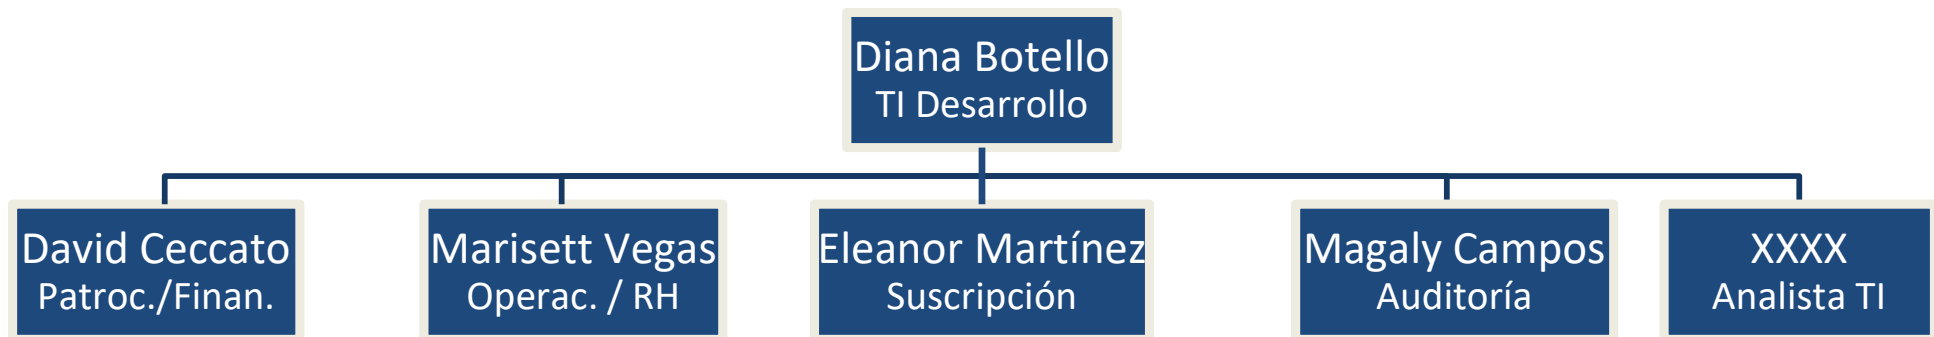 Diana Botello
TI Desarrollo
David Ceccato
Patroc./Finan.
Marisett Vegas
Operac. / RH
Eleanor Martínez
Suscripción
Magaly Campos
Auditoría
XXXX
Analista TI